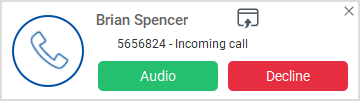 Brian Spencer
5656824 - Incoming call
Audio
Decline